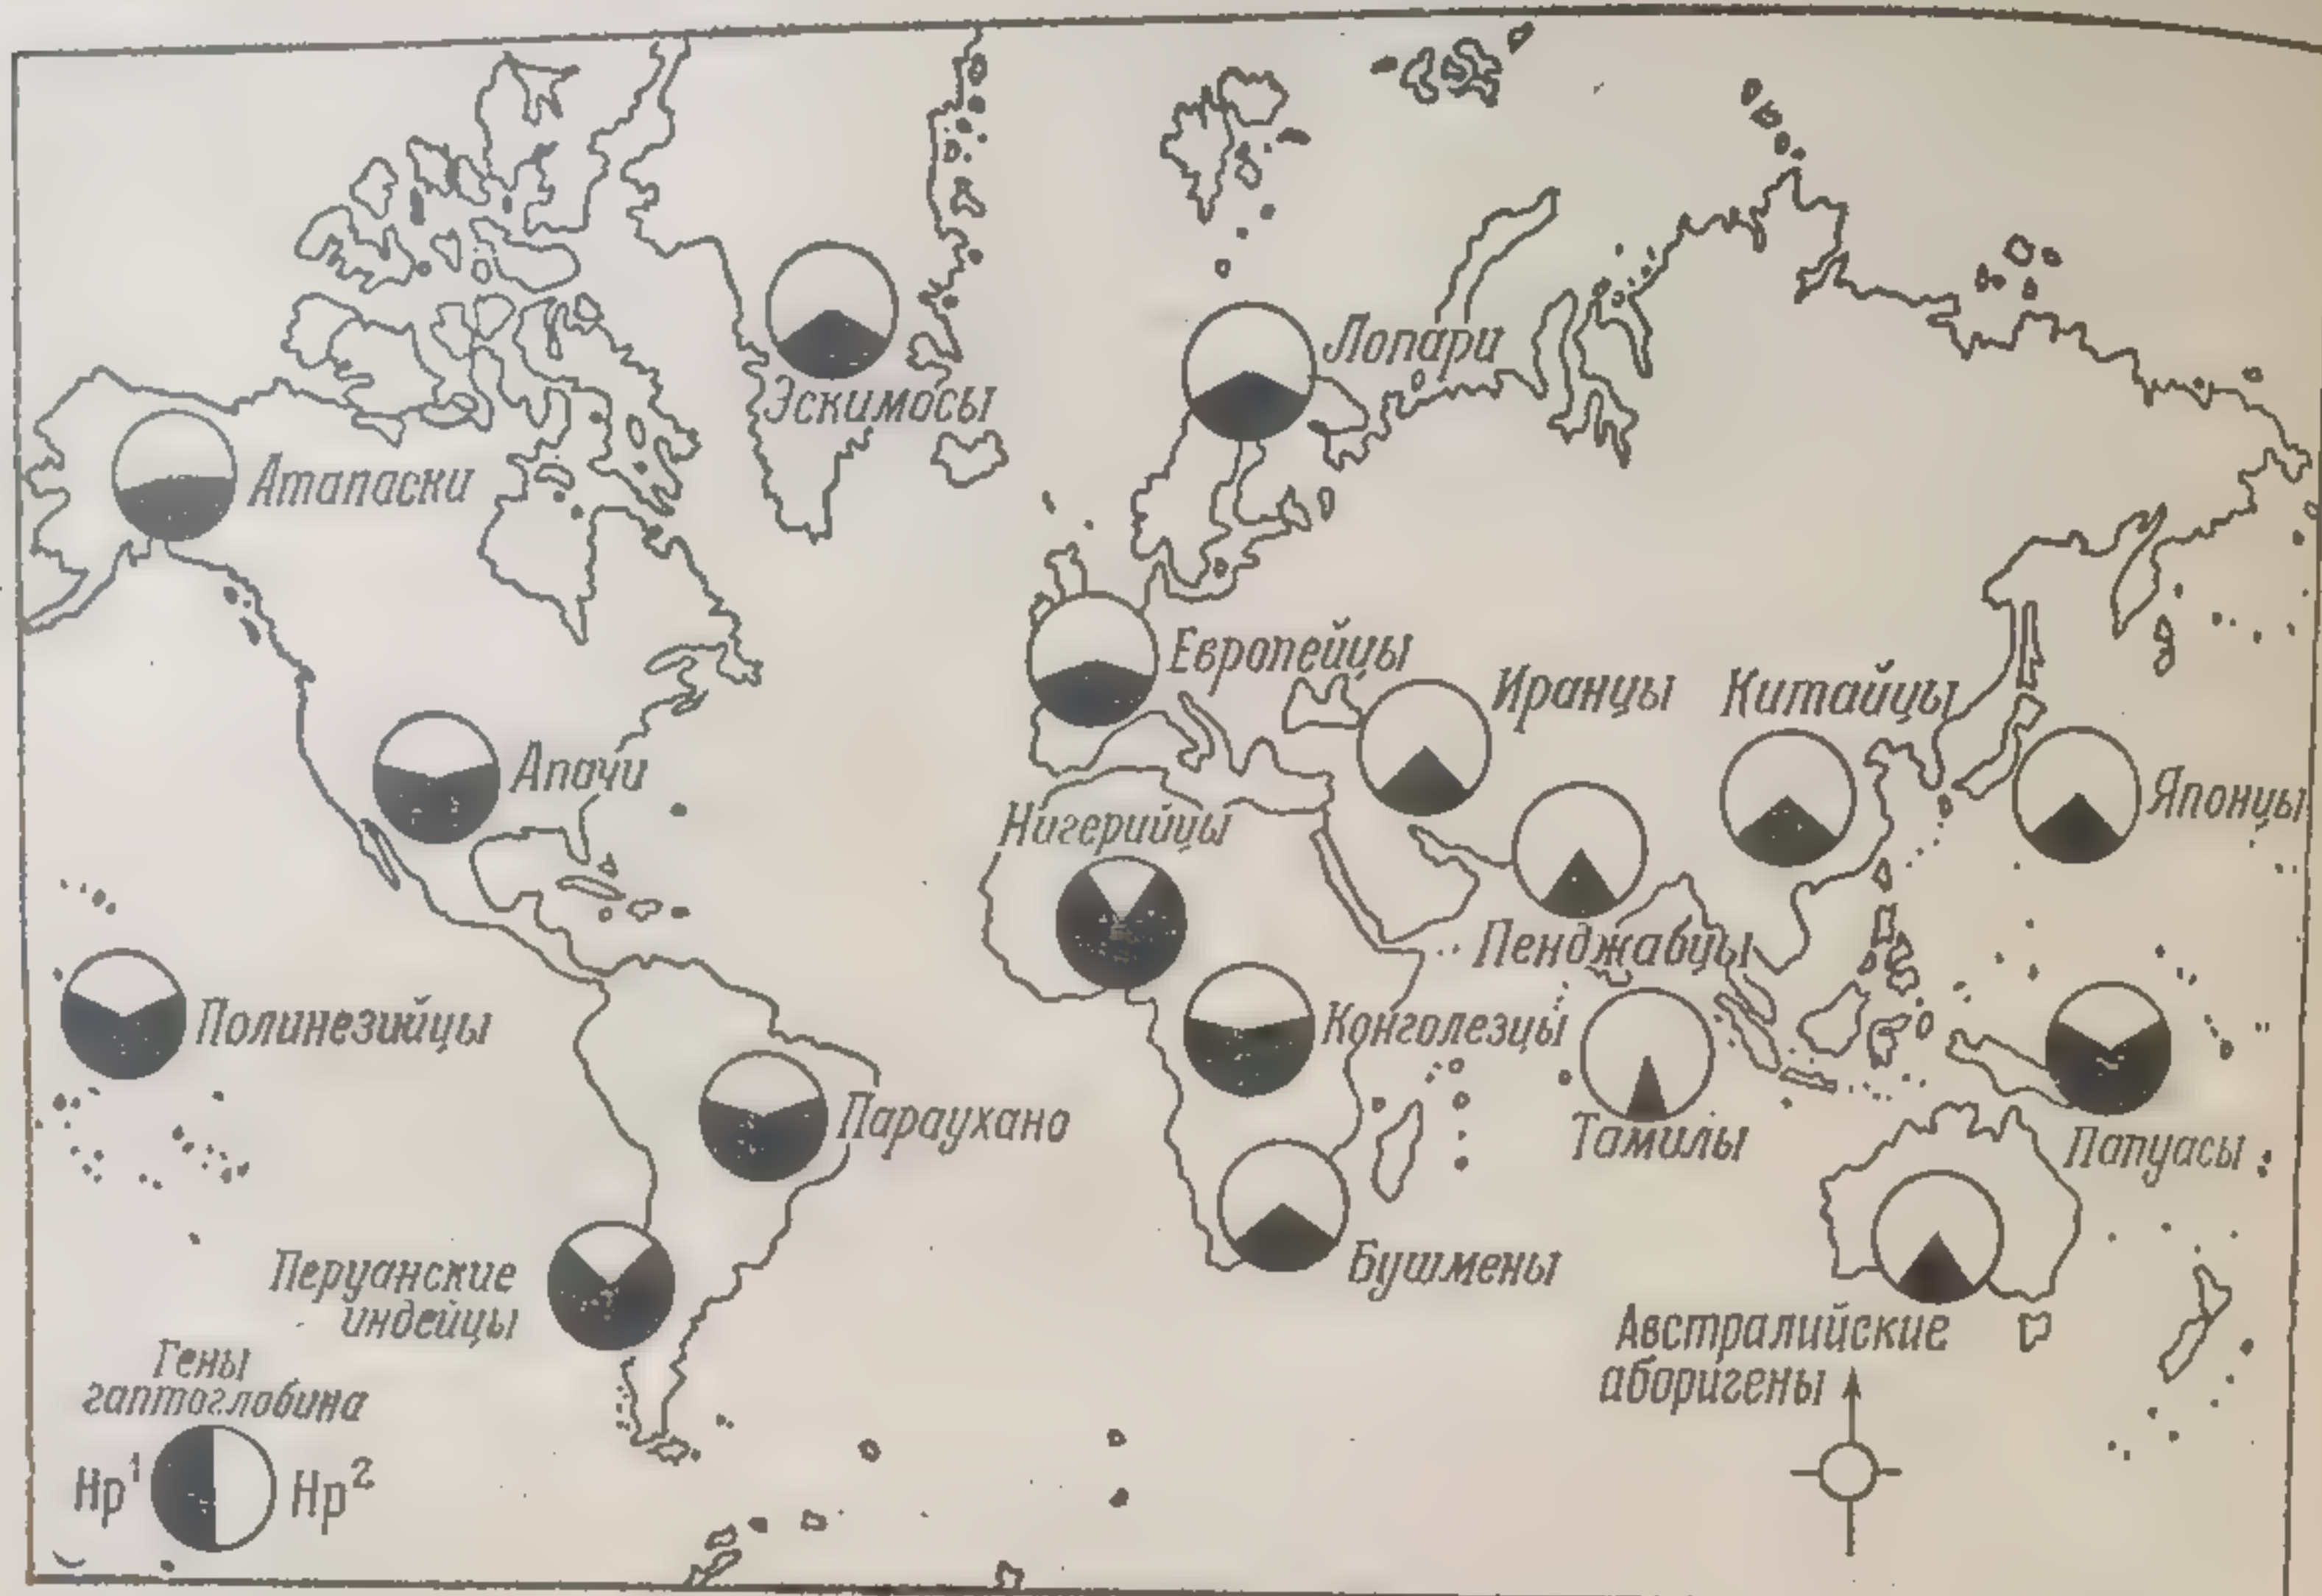 Эскимосы
Лопари
Атапаски
Европейцы
Иранцы
Китайцы
Апачи
Японцы
Нигерийцы
Пенджабцы
Полинезийцы
Конголезцы
Параухано
Тамилы
Папуасы
Перуанские
индейцы
Бушмены
Австралийские
аборигены
Гены
гаптоглобина
Hp¹ Hp²